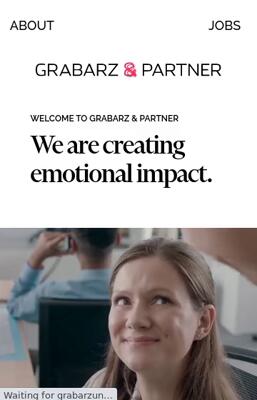 ABOUT
JOBS
GRABARZ & PARTNER
WELCOME TO GRABARZ & PARTNER
We are creating
emotional impact.
Waiting for grabarzun...